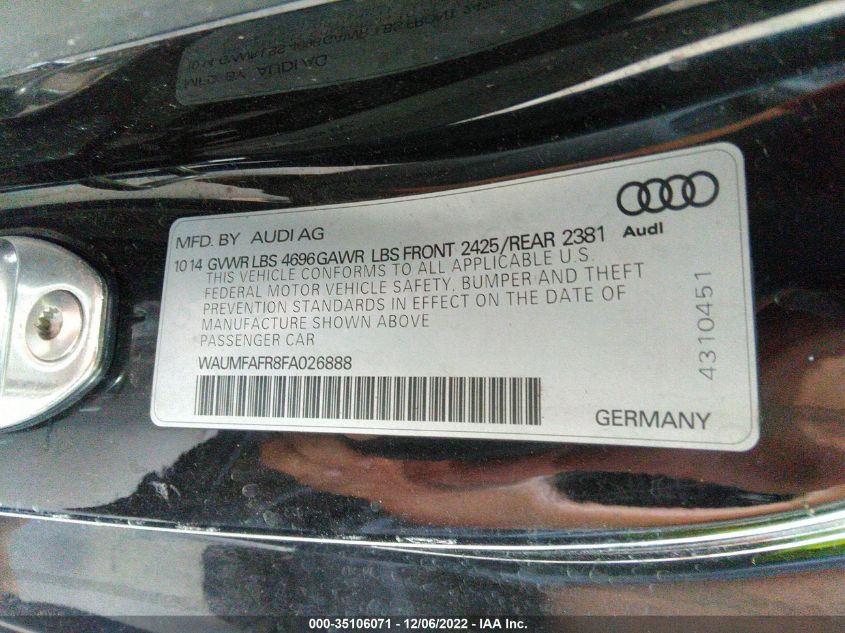 MFD. BY AUDI AG
Audi
10 14 GVWR LBS 4696 GAWR LBS FRONT 2425/REAR 2381
THIS VEHICLE CONFORMS TO ALL APPLICABLE U.S.
FEDERAL MOTOR VEHICLE SAFETY, BUMPER AND THEFT
PREVENTION STANDARDS IN EFFECT ON THE DATE OF
MANUFACTURE SHOWN ABOVE
PASSENGER CAR
WAUMFAFR8FA026888
GERMANY
4310451
000-35106071 - 12/06/2022 - IAA Inc.